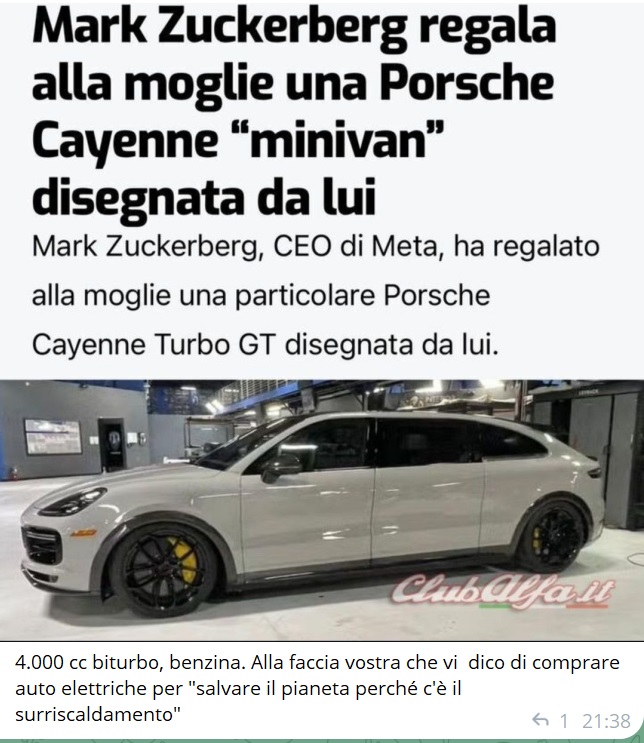 Mark Zuckerberg regala
alla moglie una Porsche
Cayenne “minivan”
disegnata da lui
Mark Zuckerberg, CEO di Meta, ha regalato
alla moglie una particolare Porsche
Cayenne Turbo GT disegnata da lui.
ClubAlfa.it
4.000 cc biturbo, benzina. Alla faccia vostra che vi  dico di comprare
auto elettriche per "salvare il pianeta perché c'è il
surriscaldamento"
1 21:38